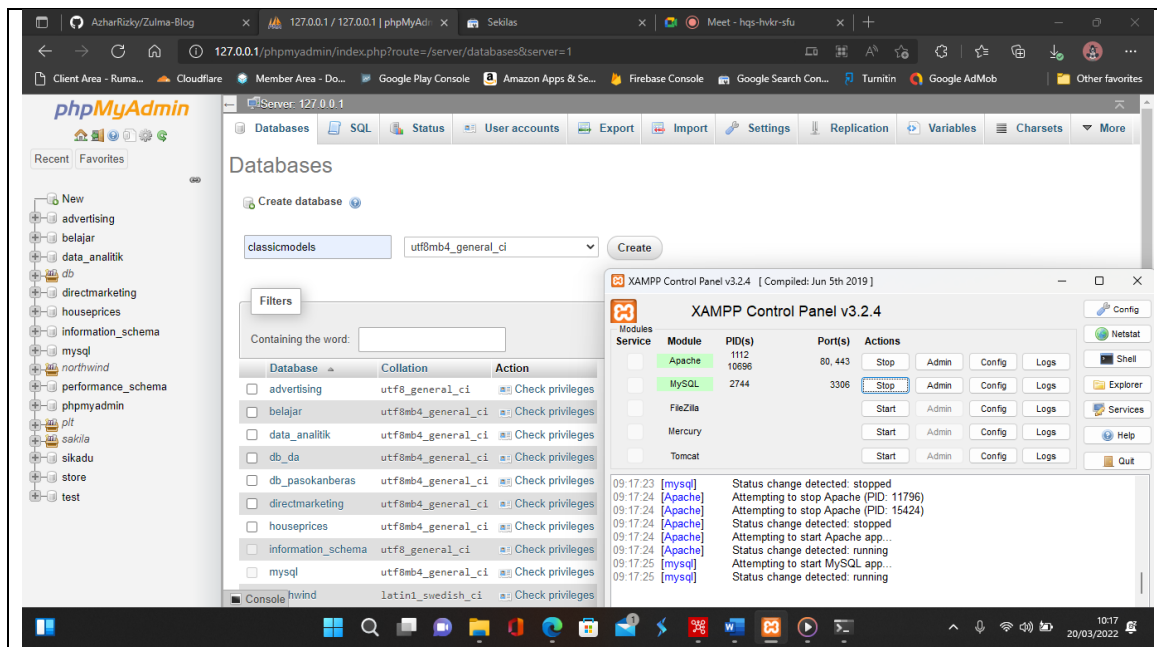 AzharRizky/Zulma-Blog
127.0.0.1 / 127.0.0.1 | phpMyAdm
Sekilas
Meet - hqs-hvkr-sfu
127.0.0.1/phpmyadmin/index.php?route=/server/databases&server=1
Client Area - Ruma...
Cloudflare
Member Area - Do...
Google Play Console
Amazon Apps & Se...
Firebase Console
Google Search Con...
Turnitin
Google AdMob
Other favorites
phpMyAdmin
Recent
Favorites
New
advertising
belajar
data_analitik
db
directmarketing
houseprices
information_schema
mysql
northwind
performance_schema
phpmyadmin
plt
sakila
sikadu
store
test
Server: 127.0.0.1
Databases
SQL
Status
User accounts
Export
Import
Settings
Replication
Variables
Charsets
More
Databases
Create database
classicmodels
utf8mb4_general_ci
Create
Filters
Containing the word:
Database Collation Action
advertising utf8_general_ci Check privileges
belajar utf8mb4_general_ci Check privileges
data_analitik utf8mb4_general_ci Check privileges
db_da utf8mb4_general_ci Check privileges
db_pasokanberas utf8mb4_general_ci Check privileges
directmarketing utf8mb4_general_ci Check privileges
houseprices utf8mb4_general_ci Check privileges
information_schema utf8_general_ci Check privileges
mysql utf8mb4_general_ci Check privileges
hwind latin1_swedish_ci Check privileges
Console
XAMPP Control Panel v3.2.4 [ Compiled: Jun 5th 2019 ]
XAMPP Control Panel v3.2.4
Modules
Service Module PID(s) Port(s) Actions
Apache 1112 10696 80, 443 Stop Admin Config Logs
MySQL 2744 3306 Stop Admin Config Logs
FileZilla Start Admin Config Logs
Mercury Start Admin Config Logs
Tomcat Start Admin Config Logs
Config
Netstat
Shell
Explorer
Services
Help
Quit
09:17:23 [mysql] Status change detected: stopped
09:17:24 [Apache] Attempting to stop Apache (PID: 11796)
09:17:24 [Apache] Attempting to stop Apache (PID: 15424)
09:17:24 [Apache] Status change detected: stopped
09:17:24 [Apache] Attempting to start Apache app...
09:17:24 [Apache] Status change detected: running
09:17:25 [mysql] Attempting to start MySQL app...
09:17:25 [mysql] Status change detected: running
1
10:17
20/03/2022